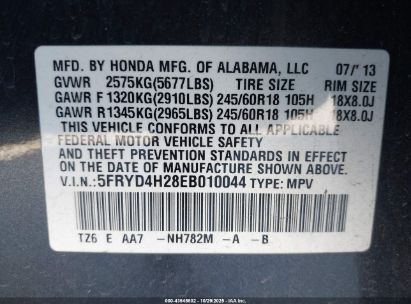 MFD. BY HONDA MFG. OF ALABAMA, LLC 07/'13
GVWR 2575KG(5677LBS) TIRE SIZE RIM SIZE
GAWR F 1320KG(2910LBS) 245/60R18 105H 18X8.0J
GAWR R 1345KG(2965LBS) 245/60R18 105H 18X8.0J
THIS VEHICLE CONFORMS TO ALL APPLICABLE
FEDERAL MOTOR VEHICLE SAFETY AND
THEFT PREVENTION STANDARDS IN EFFECT
ON THE DATE OF MANUFACTURE SHOWN ABOVE.
V.I.N.: 5FRYD4H28EB010044 TYPE: MPV
TZ6 E AA7 -NH782M -A -B